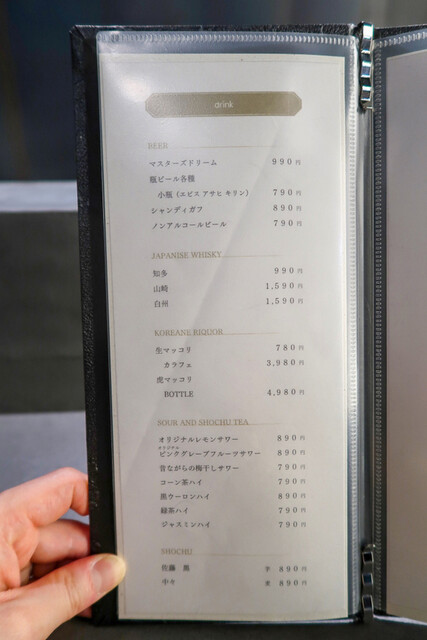 drink
BEER
マスターズドリーム 990円
瓶ビール各種
小瓶 (エビス アサヒ キリン) 790円
シャンディガフ 890円
ノンアルコールビール 790円
JAPANISE WHISKY
知多 990円
山崎 1,590円
白州 1,590円
KOREANE RIQUOR
生マッコリ 780円
カラフェ 3,980円
虎マッコリ
BOTTLE 4,980円
SOUR AND SHOCHU TEA
オリジナルレモンサワー 890円
オリジナル
ピンクグレープフルーツサワー 890円
昔ながらの梅干しサワー 790円
コーン茶ハイ 790円
黒ウーロンハイ 890円
緑茶ハイ 790円
ジャスミンハイ 790円
SHOCHU
佐藤 黒 芋 890円
中々 麦 890円